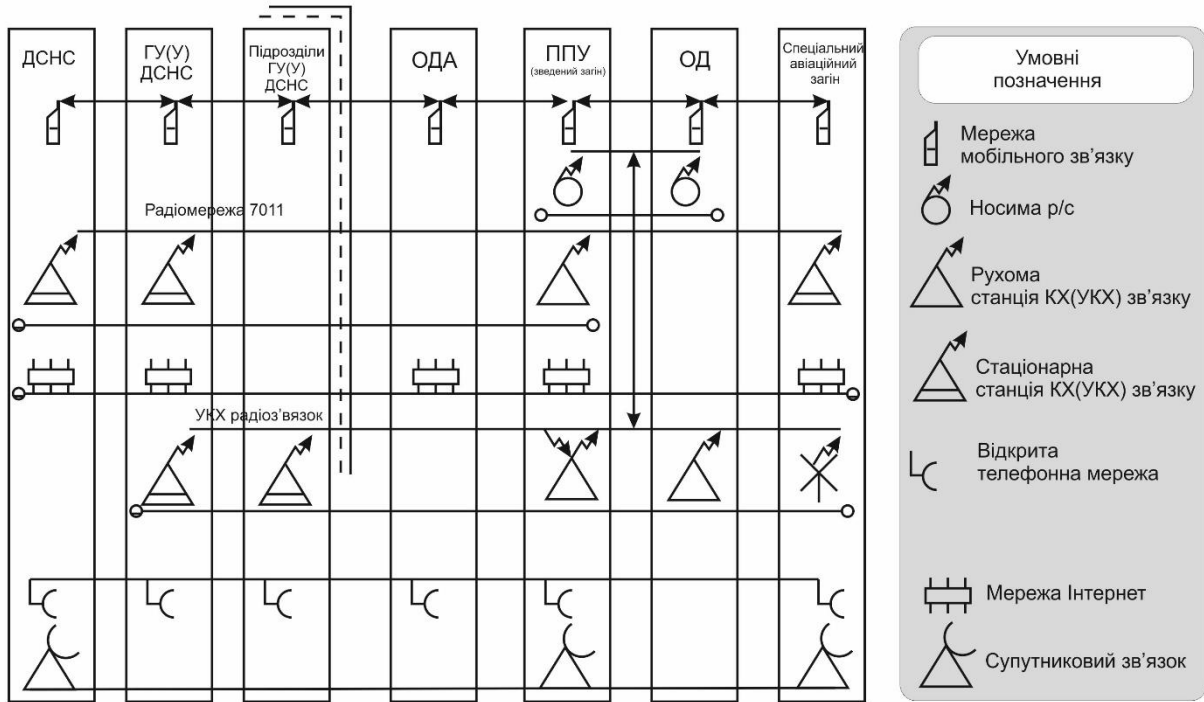 ДСНС
ГУ(У)
ДСНС
Підрозділи
ГУ(У)
ДСНС
ОДА
ППУ
(зведений загін)
ОД
Спеціальний
авіаційний
загін
Радіомережа 7011
УКХ радіоз'вязок
Умовні
позначення
Мережа
мобільного зв'язку
Носима р/с
Рухома
станція КХ(УКХ) зв'язку
Стаціонарна
станція КХ(УКХ) зв'язку
Відкрита
телефонна мережа
Мережа Інтернет
Супутниковий зв'язок